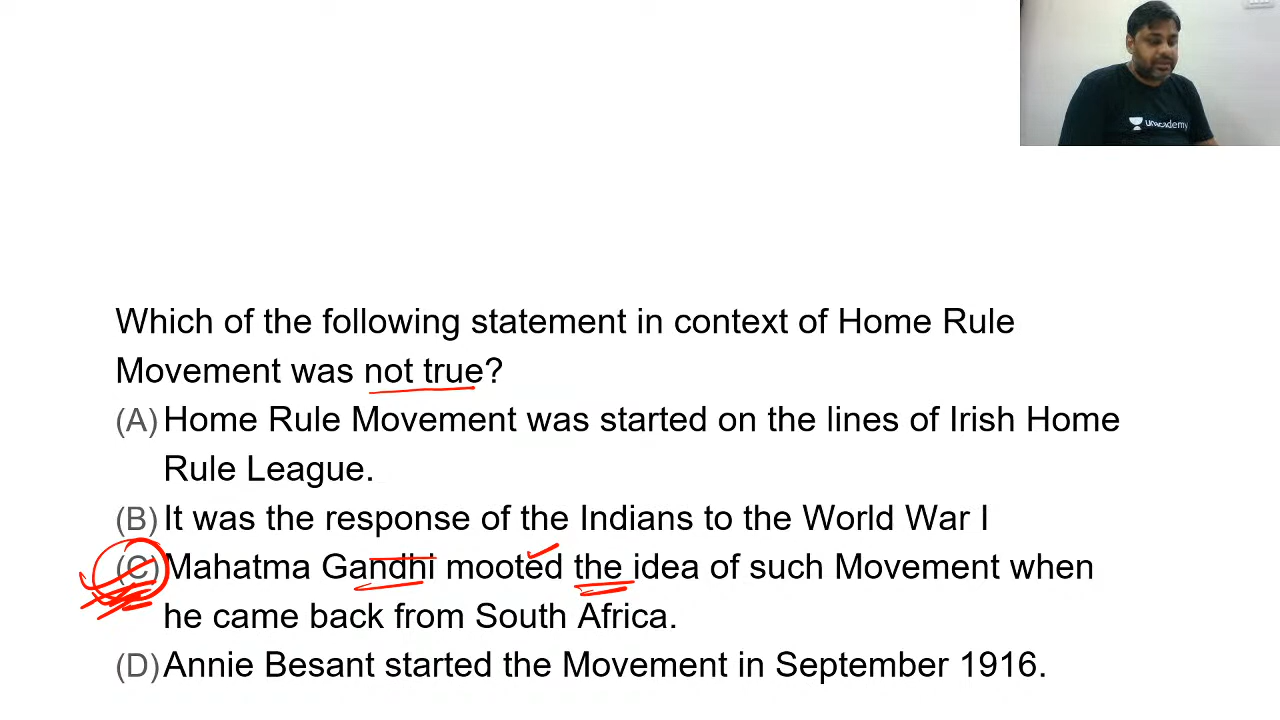 unacademy
Which of the following statement in context of Home Rule
Movement was not true?
(A) Home Rule Movement was started on the lines of Irish Home
Rule League.
(B) It was the response of the Indians to the World War I
(C) Mahatma Gandhi mooted the idea of such Movement when
he came back from South Africa.
(D) Annie Besant started the Movement in September 1916.